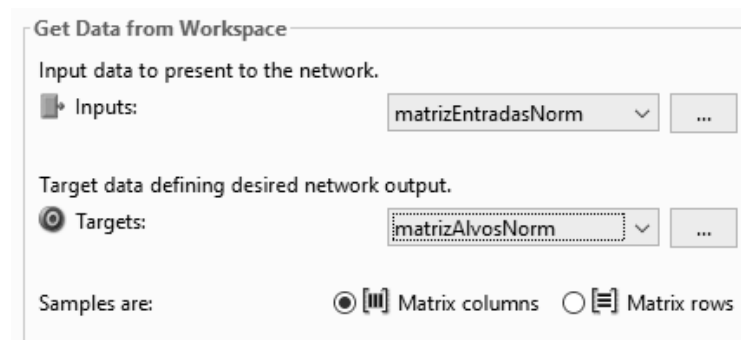 Get Data from Workspace
Input data to present to the network.
Inputs: matrizEntradasNorm ...
Target data defining desired network output.
Targets: matrizAlvosNorm ...
Samples are: Matrix columns Matrix rows